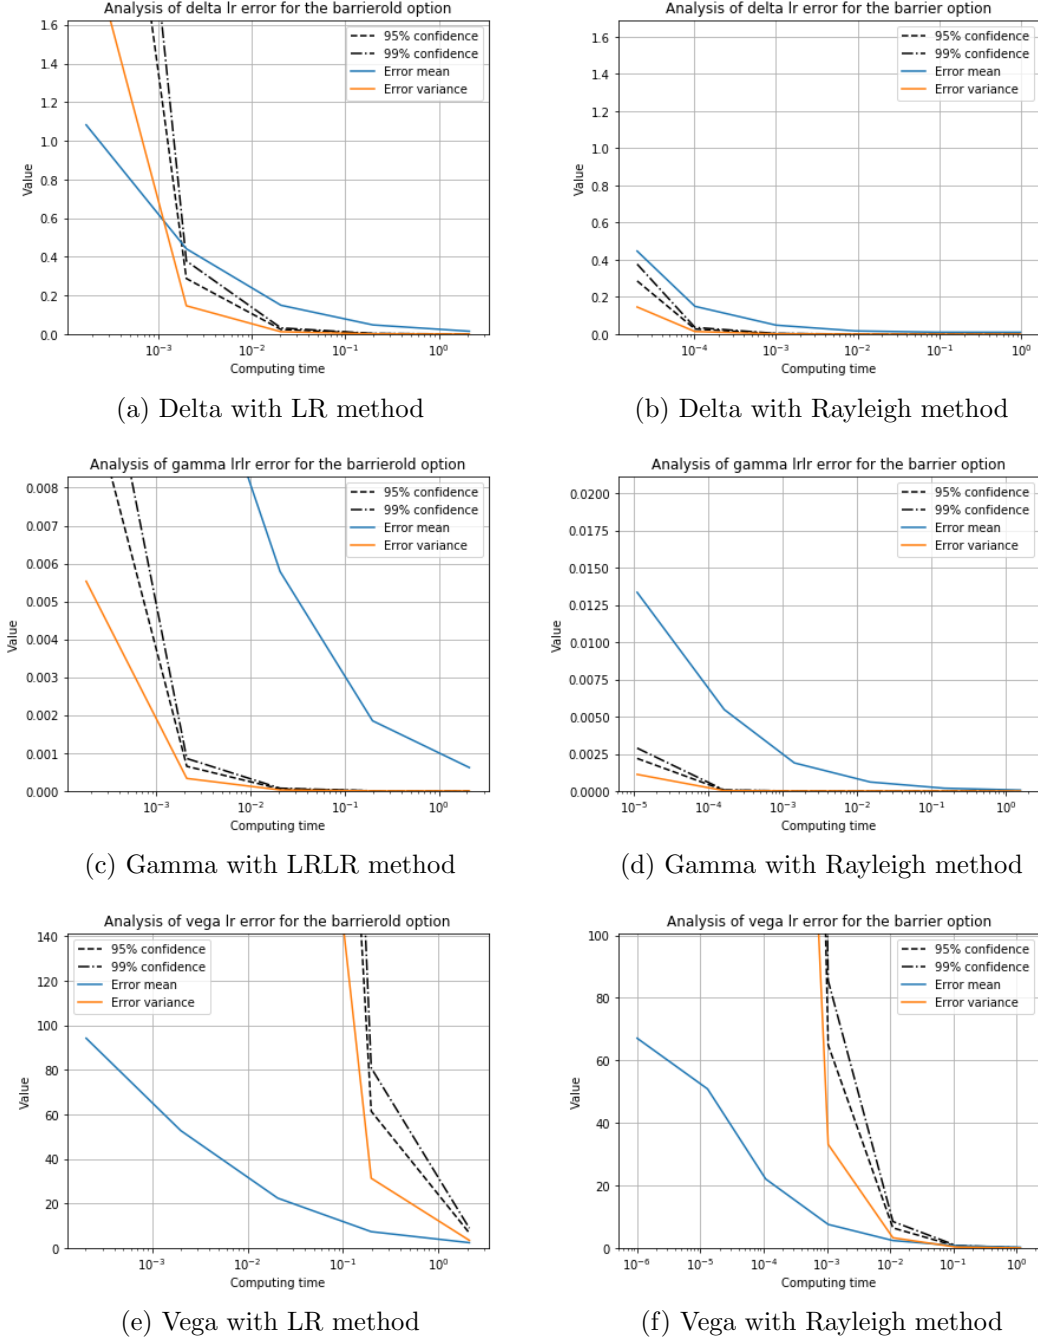 Analysis of delta lr error for the barrierold option
1.6
1.4
1.2
1.0
0.8
0.6
0.4
0.2
0.0
Value
95% confidence
99% confidence
Error mean
Error variance
10⁻³
10⁻²
10⁻¹
10⁰
Computing time
(a) Delta with LR method
Analysis of delta lr error for the barrier option
1.6
1.4
1.2
1.0
0.8
0.6
0.4
0.2
0.0
Value
95% confidence
99% confidence
Error mean
Error variance
10⁻⁴
10⁻³
10⁻²
10⁻¹
10⁰
Computing time
(b) Delta with Rayleigh method
Analysis of gamma lrlr error for the barrierold option
0.008
0.007
0.006
0.005
0.004
0.003
0.002
0.001
0.000
Value
95% confidence
99% confidence
Error mean
Error variance
10⁻³
10⁻²
10⁻¹
10⁰
Computing time
(c) Gamma with LRLR method
Analysis of gamma lrlr error for the barrier option
0.0200
0.0175
0.0150
0.0125
0.0100
0.0075
0.0050
0.0025
0.0000
Value
95% confidence
99% confidence
Error mean
Error variance
10⁻⁵
10⁻⁴
10⁻³
10⁻²
10⁻¹
10⁰
Computing time
(d) Gamma with Rayleigh method
Analysis of vega lr error for the barrierold option
140
120
100
80
60
40
20
0
Value
95% confidence
99% confidence
Error mean
Error variance
10⁻³
10⁻²
10⁻¹
10⁰
Computing time
(e) Vega with LR method
Analysis of vega lr error for the barrier option
100
80
60
40
20
0
Value
95% confidence
99% confidence
Error mean
Error variance
10⁻⁶
10⁻⁵
10⁻⁴
10⁻³
10⁻²
10⁻¹
10⁰
Computing time
(f) Vega with Rayleigh method